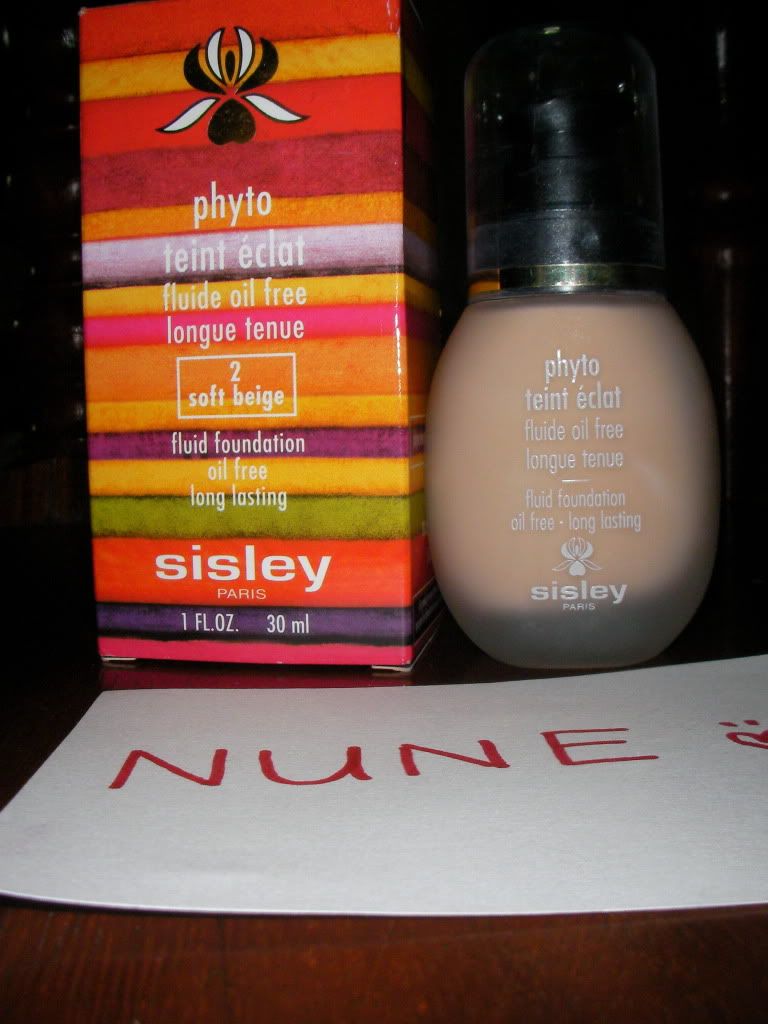 phyto
teint éclat
fluide oil free
longue tenue
2
soft beige
fluid foundation
oil free
long lasting
sisley
PARIS
1 FL.OZ. 30 ml
phyto
teint éclat
fluide oil free
longue tenue
fluid foundation
oil free · long lasting
sisley
PARIS
NUNE